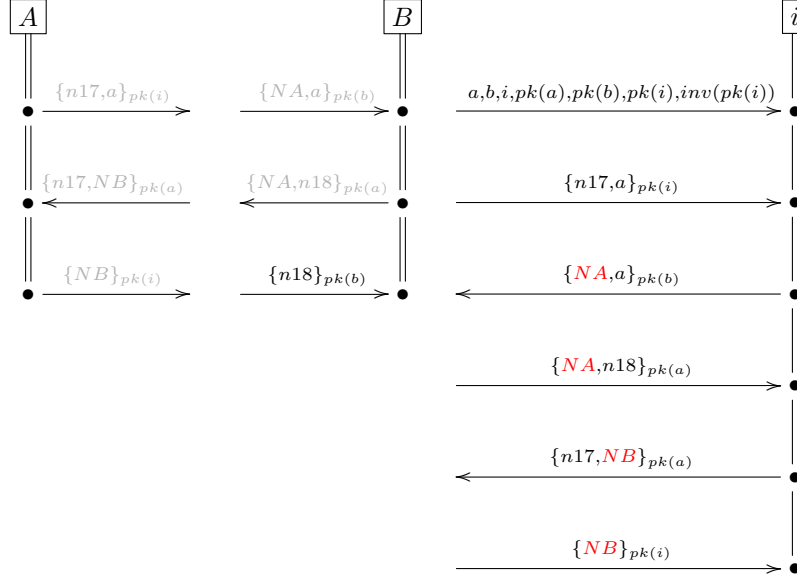 A B i
{n17,a}pk(i) {NA,a}pk(b) a,b,i,pk(a),pk(b),pk(i),inv(pk(i))
{n17,NB}pk(a) {NA,n18}pk(a) {n17,a}pk(i)
{NB}pk(i) {n18}pk(b) {NA,a}pk(b)
{NA,n18}pk(a)
{n17,NB}pk(a)
{NB}pk(i)